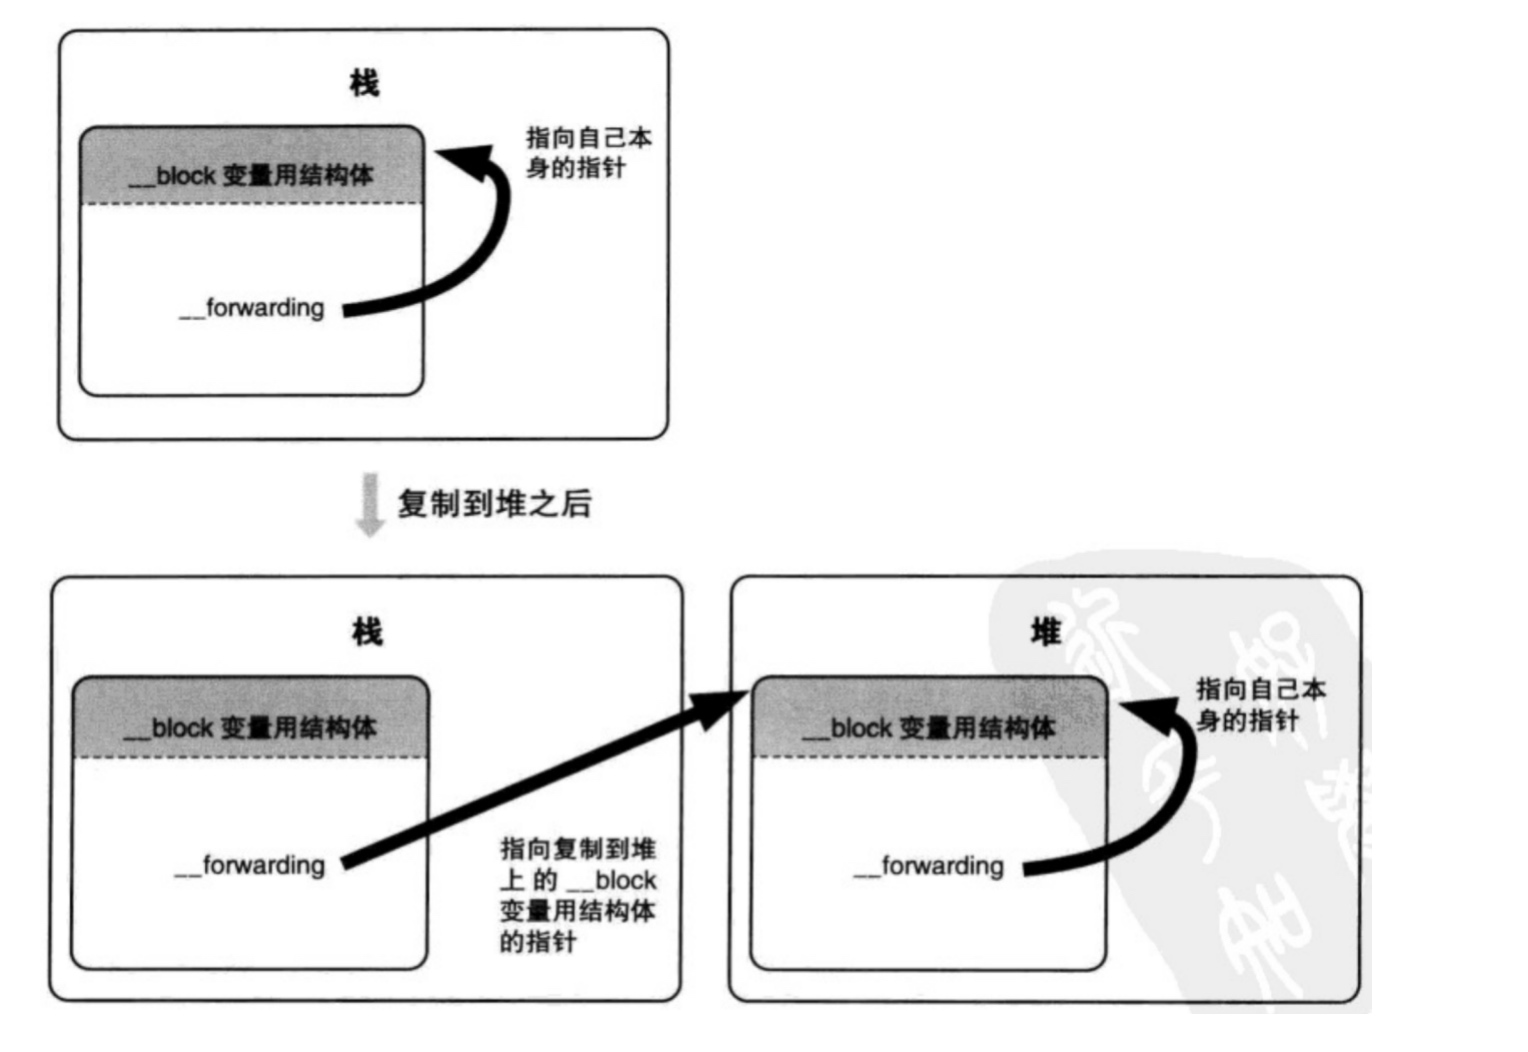 栈
指向自己本
身的指针
__block 变量用结构体
__forwarding
复制到堆之后
栈
__block 变量用结构体
__forwarding
指向复制到堆
上 的 __block
变量用结构体
的指针
堆
指向自己本
身的指针
__block 变量用结构体
__forwarding